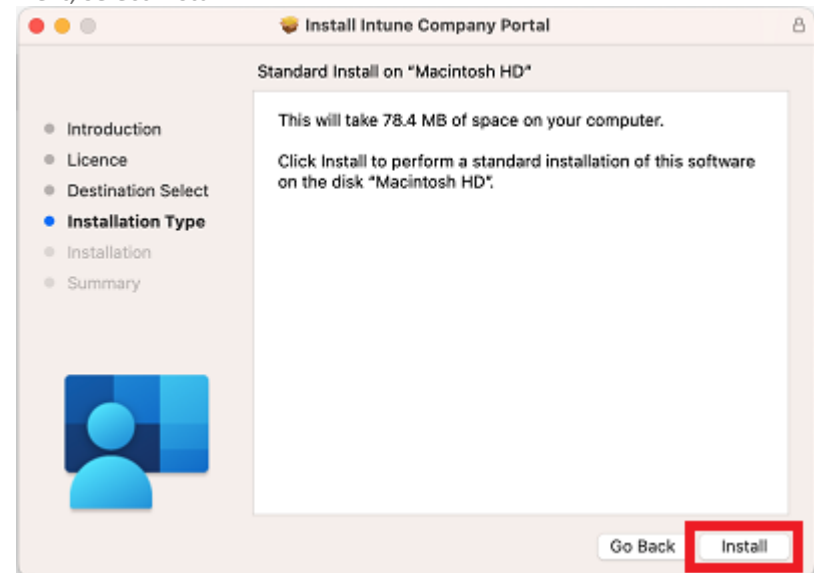 Install Intune Company Portal
Standard Install on "Macintosh HD"
Introduction
Licence
Destination Select
Installation Type
Installation
Summary
This will take 78.4 MB of space on your computer.
Click Install to perform a standard installation of this software
on the disk "Macintosh HD".
Go Back
Install